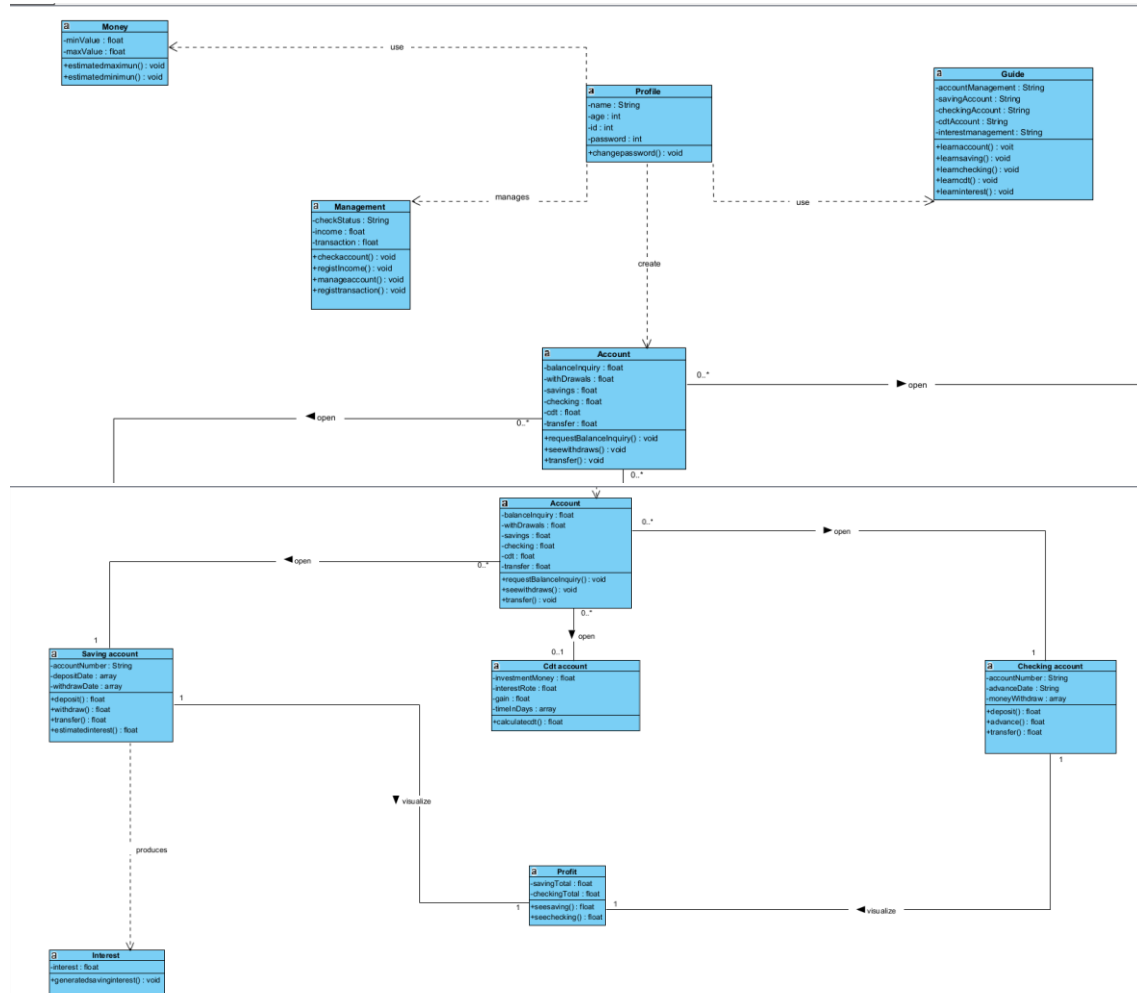 a Money
-minValue : float
-maxValue : float
+estimatedmaximun() : void
+estimatedminimun() : void
use
a Profile
-name : String
-age : int
-id : int
-password : int
+changepassword() : void
a Guide
-accountManagement : String
-savingAccount : String
-checkingAccount : String
-cdtAccount : String
-interestmanagement : String
+learnaccount() : voit
+learnsaving() : void
+learnchecking() : void
+learncdt() : void
+learninterest() : void
manages
use
a Management
-checkStatus : String
-income : float
-transaction : float
+checkaccount() : void
+registIncome() : void
+manageaccount() : void
+registtransaction() : void
create
a Account
-balanceInquiry : float
-withDrawals : float
-savings : float
-checking : float
-cdt : float
-transfer : float
+requestBalanceInquiry() : void
+seewithdraws() : void
+transfer() : void
0..*
open
open
0..*
0..*
a Account
-balanceInquiry : float
-withDrawals : float
-savings : float
-checking : float
-cdt : float
-transfer : float
+requestBalanceInquiry() : void
+seewithdraws() : void
+transfer() : void
0..*
open
open
0..*
0..*
open
1
0..1
1
a Saving account
-accountNumber : String
-depositDate : array
-withdrawDate : array
+deposit() : float
+withdraw() : float
+transfer() : float
+estimatedinterest() : float
1
a Cdt account
-investmentMoney : float
-interestRote : float
-gain : float
-timeInDays : array
+calculatecdt() : float
a Checking account
-accountNumber : String
-advanceDate : String
-moneyWithdraw : array
+deposit() : float
+advance() : float
+transfer() : float
1
visualize
produces
a Profit
-savingTotal : float
-checkingTotal : float
+seesaving() : float
+seechecking() : float
1
1
visualize
a Interest
-interest : float
+generatedsavinginterest() : void